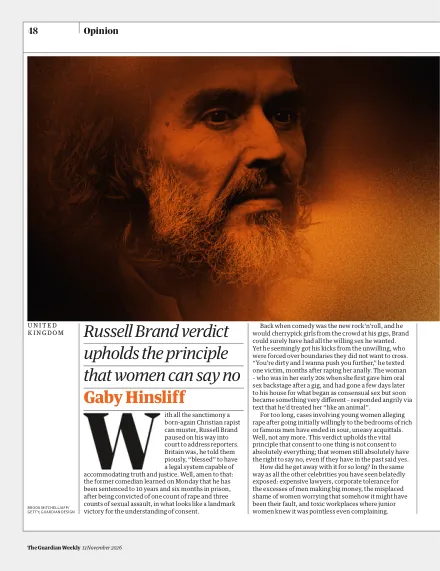 48
Opinion
UNITED
KINGDOM
Russell Brand verdict
upholds the principle
that women can say no
Gaby Hinsliff
With all the sanctimony a
born-again Christian rapist
can muster, Russell Brand
paused on his way into
court to address reporters.
Britain was, he told them
piously, “blessed” to have
a legal system capable of
accommodating truth and justice. Well, amen to that:
the former comedian learned on Monday that he has
been sentenced to 10 years and six months in prison,
after being convicted of one count of rape and three
counts of sexual assault, in what looks like a landmark
victory for the understanding of consent.
Back when comedy was the new rock’n’roll, and he
would cherrypick girls from the crowd at his gigs, Brand
could surely have had all the willing sex he wanted.
Yet he seemingly got his kicks from the unwilling, who
were forced over boundaries they did not want to cross.
“You’re dirty and I wanna push you further,” he texted
one victim, months after raping her anally. The woman
– who was in her early 20s when she first gave him oral
sex backstage after a gig, and had gone a few days later
to his house for what began as consensual sex but soon
became something very different – responded angrily via
text that he’d treated her “like an animal”.
For too long, cases involving young women alleging
rape after going initially willingly to the bedrooms of rich
or famous men have ended in sour, uneasy acquittals.
Well, not any more. This verdict upholds the vital
principle that consent to one thing is not consent to
absolutely everything; that women still absolutely have
the right to say no, even if they have in the past said yes.
How did he get away with it for so long? In the same
way as all the other celebrities you have seen belatedly
exposed: expensive lawyers, corporate tolerance for
the excesses of men making big money, the misplaced
shame of women worrying that somehow it might have
been their fault, and toxic workplaces where junior
women knew it was pointless even complaining.
BROOK MITCHELL/AFP/
GETTY; GUARDIAN DESIGN
The Guardian Weekly 13 November 2026